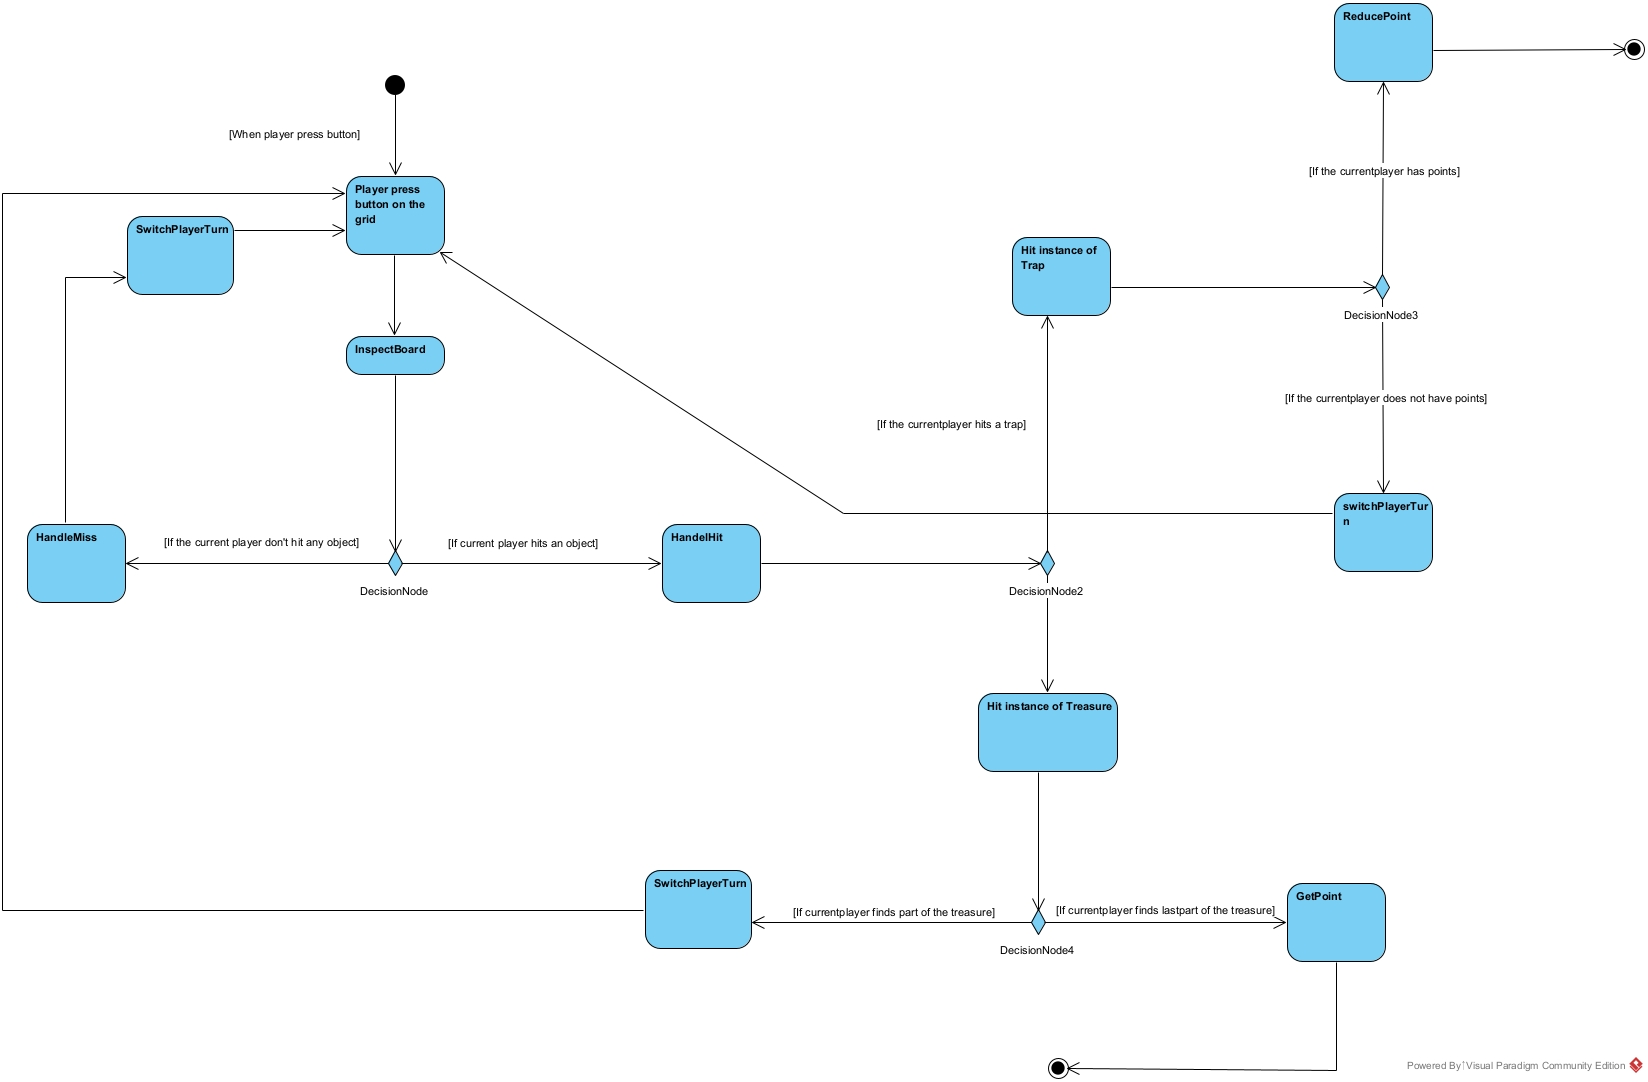 ReducePoint
[When player press button]
[If the currentplayer has points]
Player press
button on the
grid
SwitchPlayerTurn
Hit instance of
Trap
DecisionNode3
InspectBoard
[If the currentplayer does not have points]
[If the currentplayer hits a trap]
switchPlayerTur
n
HandleMiss
[If the current player don't hit any object]
[If current player hits an object]
HandelHit
DecisionNode
DecisionNode2
Hit instance of Treasure
SwitchPlayerTurn
[If currentplayer finds part of the treasure]
[If currentplayer finds lastpart of the treasure]
GetPoint
DecisionNode4
Powered By Visual Paradigm Community Edition